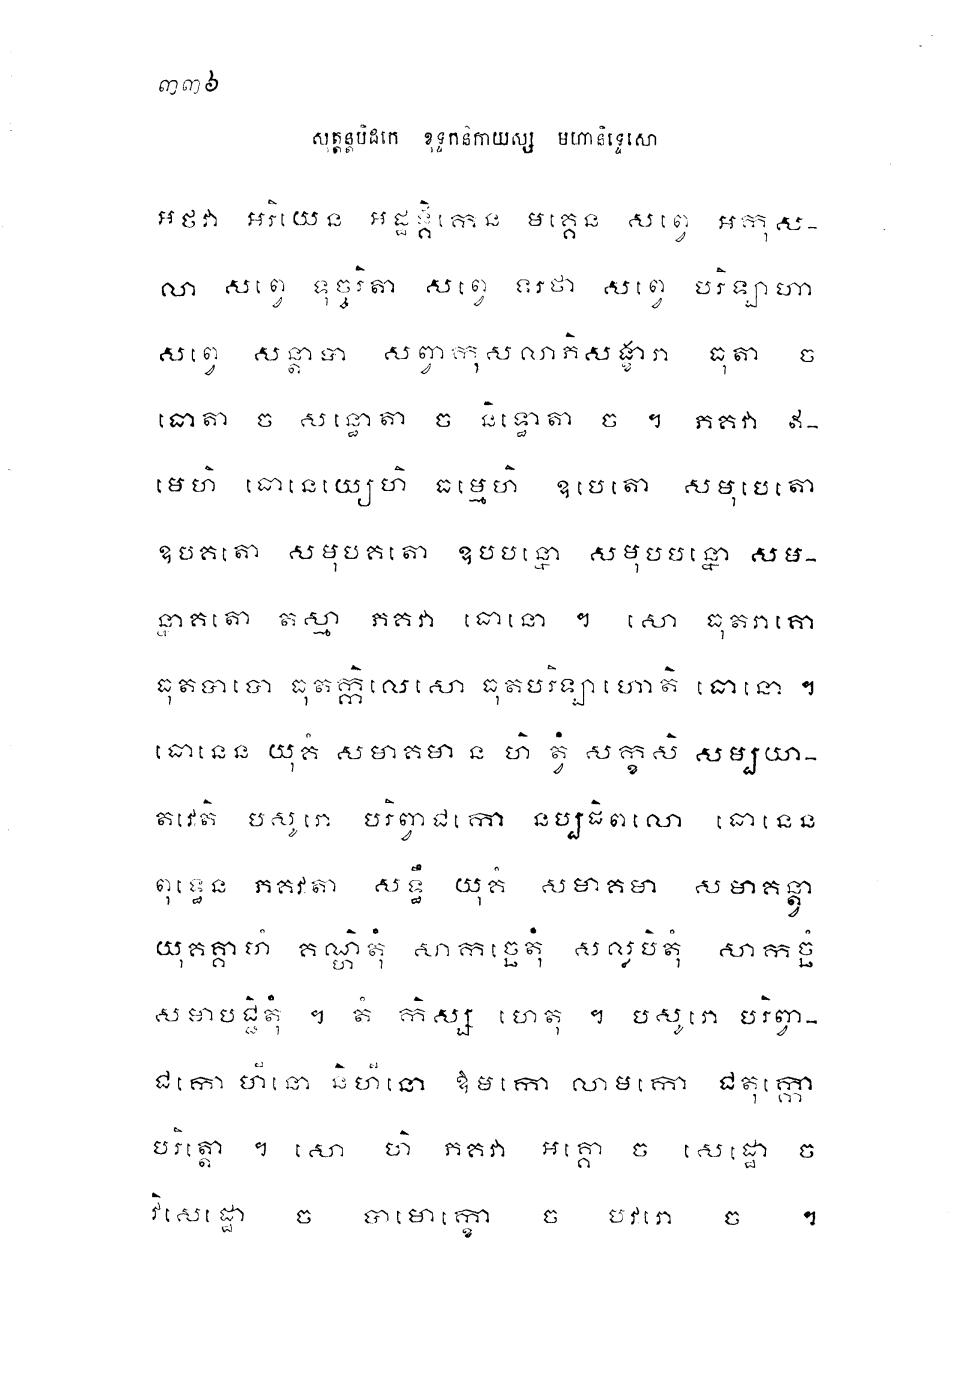 ៣៣៦
សុត្តន្តបិដកេ ខុទ្ទកនិកាយស្ស មហានិទ្ទេសោ
អថវា អរិយេន អដ្ឋង្គិកេន មគ្គេន សព្វេ អកុស-
លា សព្វេ ទុច្ចរិតា សព្វេ ទរថា សព្វេ បរិឡាហា
សព្វេ សន្តាបា សព្វាកុសលាភិសង្ខារា ធុតា ច
ធោតា ច សន្ធោតា ច និទ្ធោតា ច ។ ភគវា ឥ-
មេហិ ធោនេយ្យេហិ ធម្មេហិ ឧបេតោ សមុបេតោ
ឧបគតោ សមុបគតោ ឧបបន្នោ សមុបបន្នោ សម-
ន្នាគតោ តស្មា ភគវា ធោនោ ។ សោ ធុតរាគោ
ធុតបាបោ ធុតក្កិលេសោ ធុតបរិឡាហោតិ ធោនោ ។
ធោនេន យុគំ សមាគមា ន ហិ ត្វំ សក្ខសិ សម្បយា-
តវេតិ បសូរោ បរិព្វាជកោ នប្បដិពលោ ធោនេន
ពុទ្ធេន ភគវតា សទ្ធឹ យុគំ សមាគមា សមាគន្ត្វា
យុគគ្គាហំ គណ្ហិតុំ សាកច្ឆេតុំ សល្លបិតុំ សាកច្ឆំ
សមាបជ្ជិតុំ ។ តំ កិស្ស ហេតុ ។ បសូរោ បរិព្វា-
ជកោ ហីនោ និហីនោ ឱមកោ លាមកោ ជតុក្កោ
បរិត្តោ ។ សោ ហិ ភគវា អគ្គោ ច សេដ្ឋោ ច
វិសេដ្ឋោ ច បាមោក្ខោ ច បវរោ ច ។